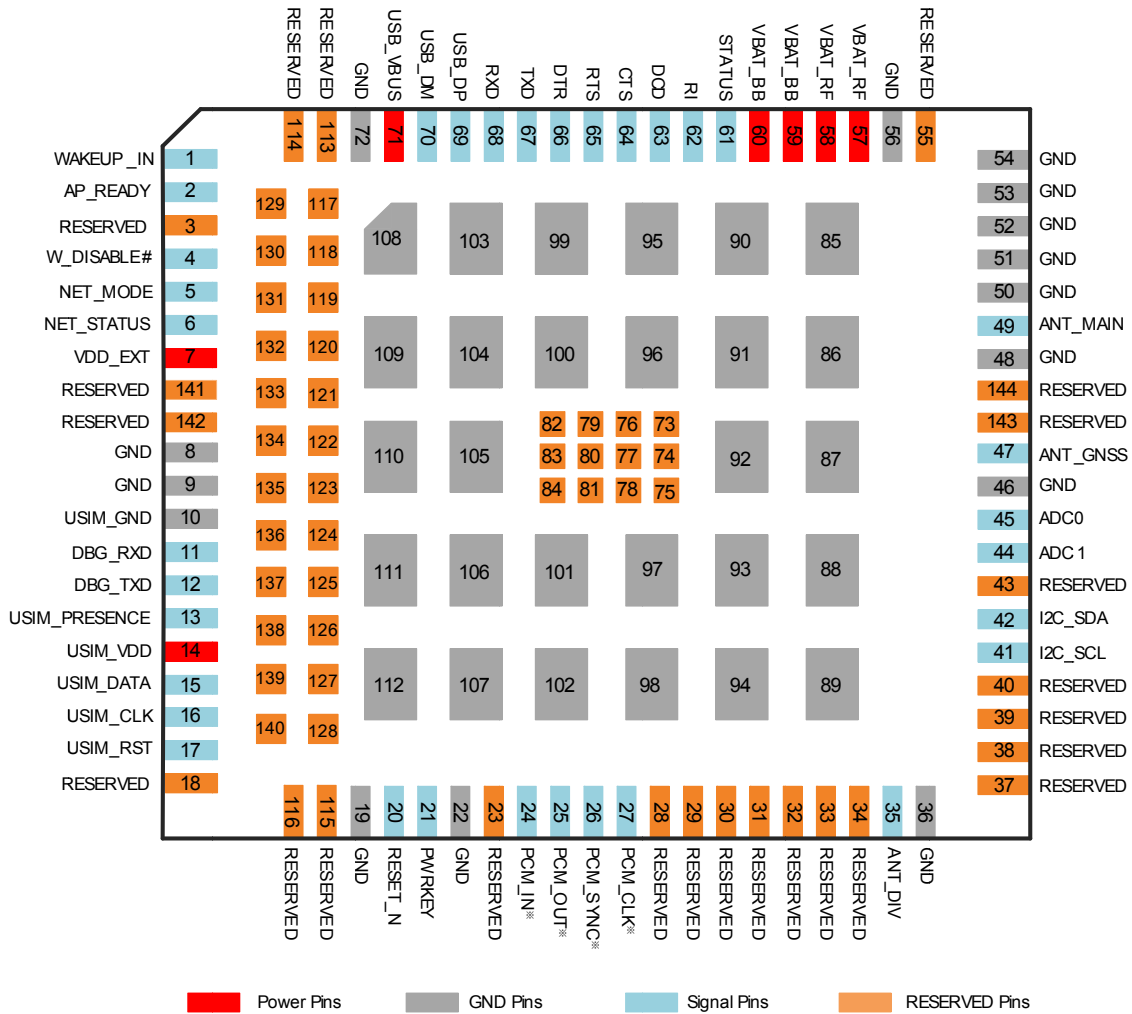 RESERVED
RESERVED
GND
USB_VBUS
USB_DM
USB_DP
RXD
TXD
DTR
RTS
CTS
DCD
RI
STATUS
VBAT_BB
VBAT_BB
VBAT_RF
VBAT_RF
GND
RESERVED
114
113
72
71
70
69
68
67
66
65
64
63
62
61
60
59
58
57
56
55
WAKEUP_IN 1
AP_READY 2
RESERVED 3
W_DISABLE# 4
NET_MODE 5
NET_STATUS 6
VDD_EXT 7
RESERVED 141
RESERVED 142
GND 8
GND 9
USIM_GND 10
DBG_RXD 11
DBG_TXD 12
USIM_PRESENCE 13
USIM_VDD 14
USIM_DATA 15
USIM_CLK 16
USIM_RST 17
RESERVED 18
129 117
130 118
131 119
132 120
133 121
134 122
135 123
136 124
137 125
138 126
139 127
140 128
108 103 99 95 90 85
109 104 100 96 91 86
82 79 76 73
83 80 77 74
84 81 78 75
110 105 92 87
111 106 101 97 93 88
112 107 102 98 94 89
54 GND
53 GND
52 GND
51 GND
50 GND
49 ANT_MAIN
48 GND
144 RESERVED
143 RESERVED
47 ANT_GNSS
46 GND
45 ADC0
44 ADC1
43 RESERVED
42 I2C_SDA
41 I2C_SCL
40 RESERVED
39 RESERVED
38 RESERVED
37 RESERVED
116
115
19
20
21
22
23
24
25
26
27
28
29
30
31
32
33
34
35
36
RESERVED
RESERVED
GND
RESET_N
PWRKEY
GND
RESERVED
PCM_IN※
PCM_OUT※
PCM_SYNC※
PCM_CLK※
RESERVED
RESERVED
RESERVED
RESERVED
RESERVED
RESERVED
RESERVED
ANT_DIV
GND
Power Pins
GND Pins
Signal Pins
RESERVED Pins